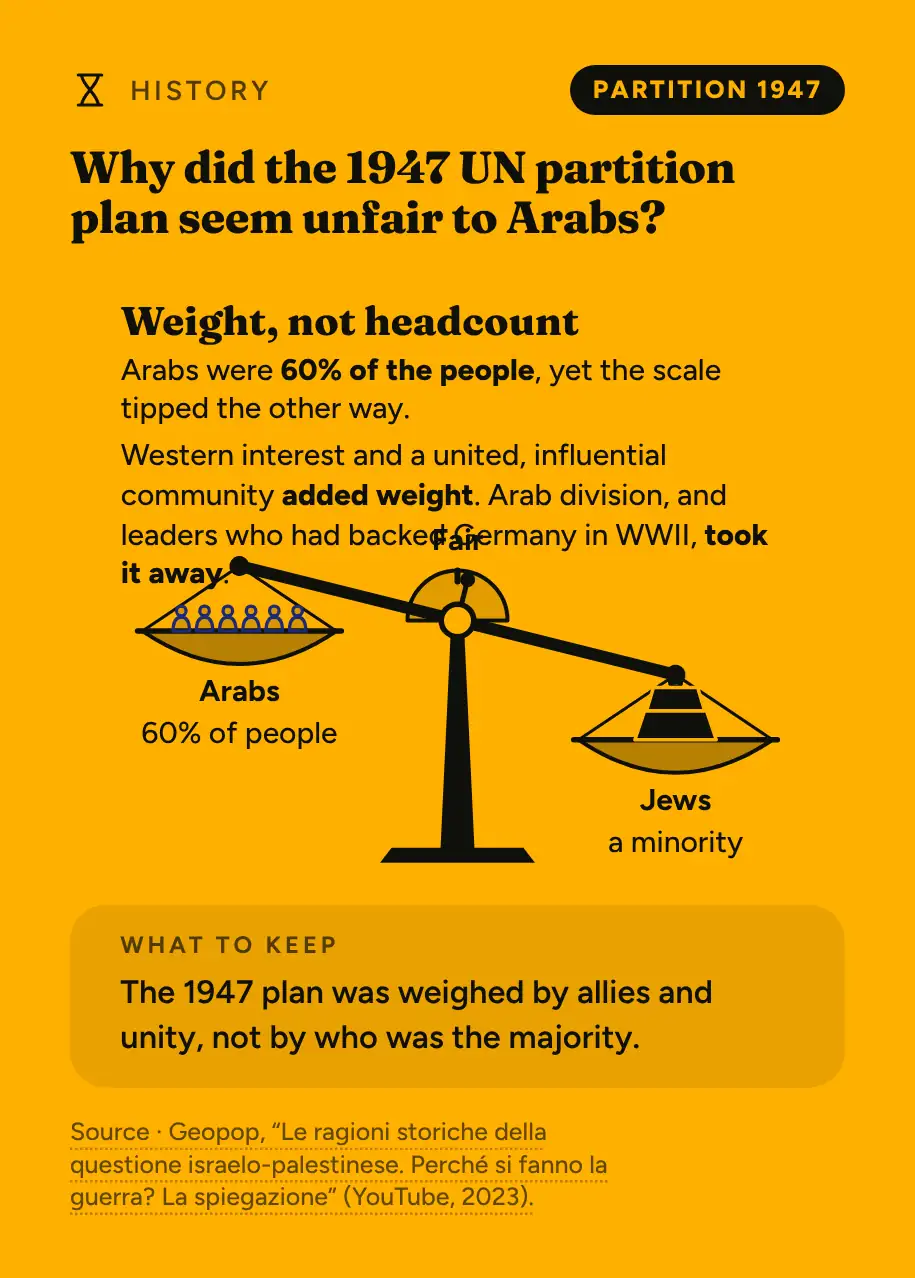 HISTORY
PARTITION 1947
Why did the 1947 UN partition
plan seem unfair to Arabs?
Weight, not headcount
Arabs were 60% of the people, yet the scale
tipped the other way.
Western interest and a united, influential
community added weight. Arab division, and
leaders who had backed Germany in WWII, took
it away.
Fair
Arabs
60% of people
Jews
a minority
WHAT TO KEEP
The 1947 plan was weighed by allies and
unity, not by who was the majority.
Source · Geopop, “Le ragioni storiche della
questione israelo-palestinese. Perché si fanno la
guerra? La spiegazione” (YouTube, 2023).